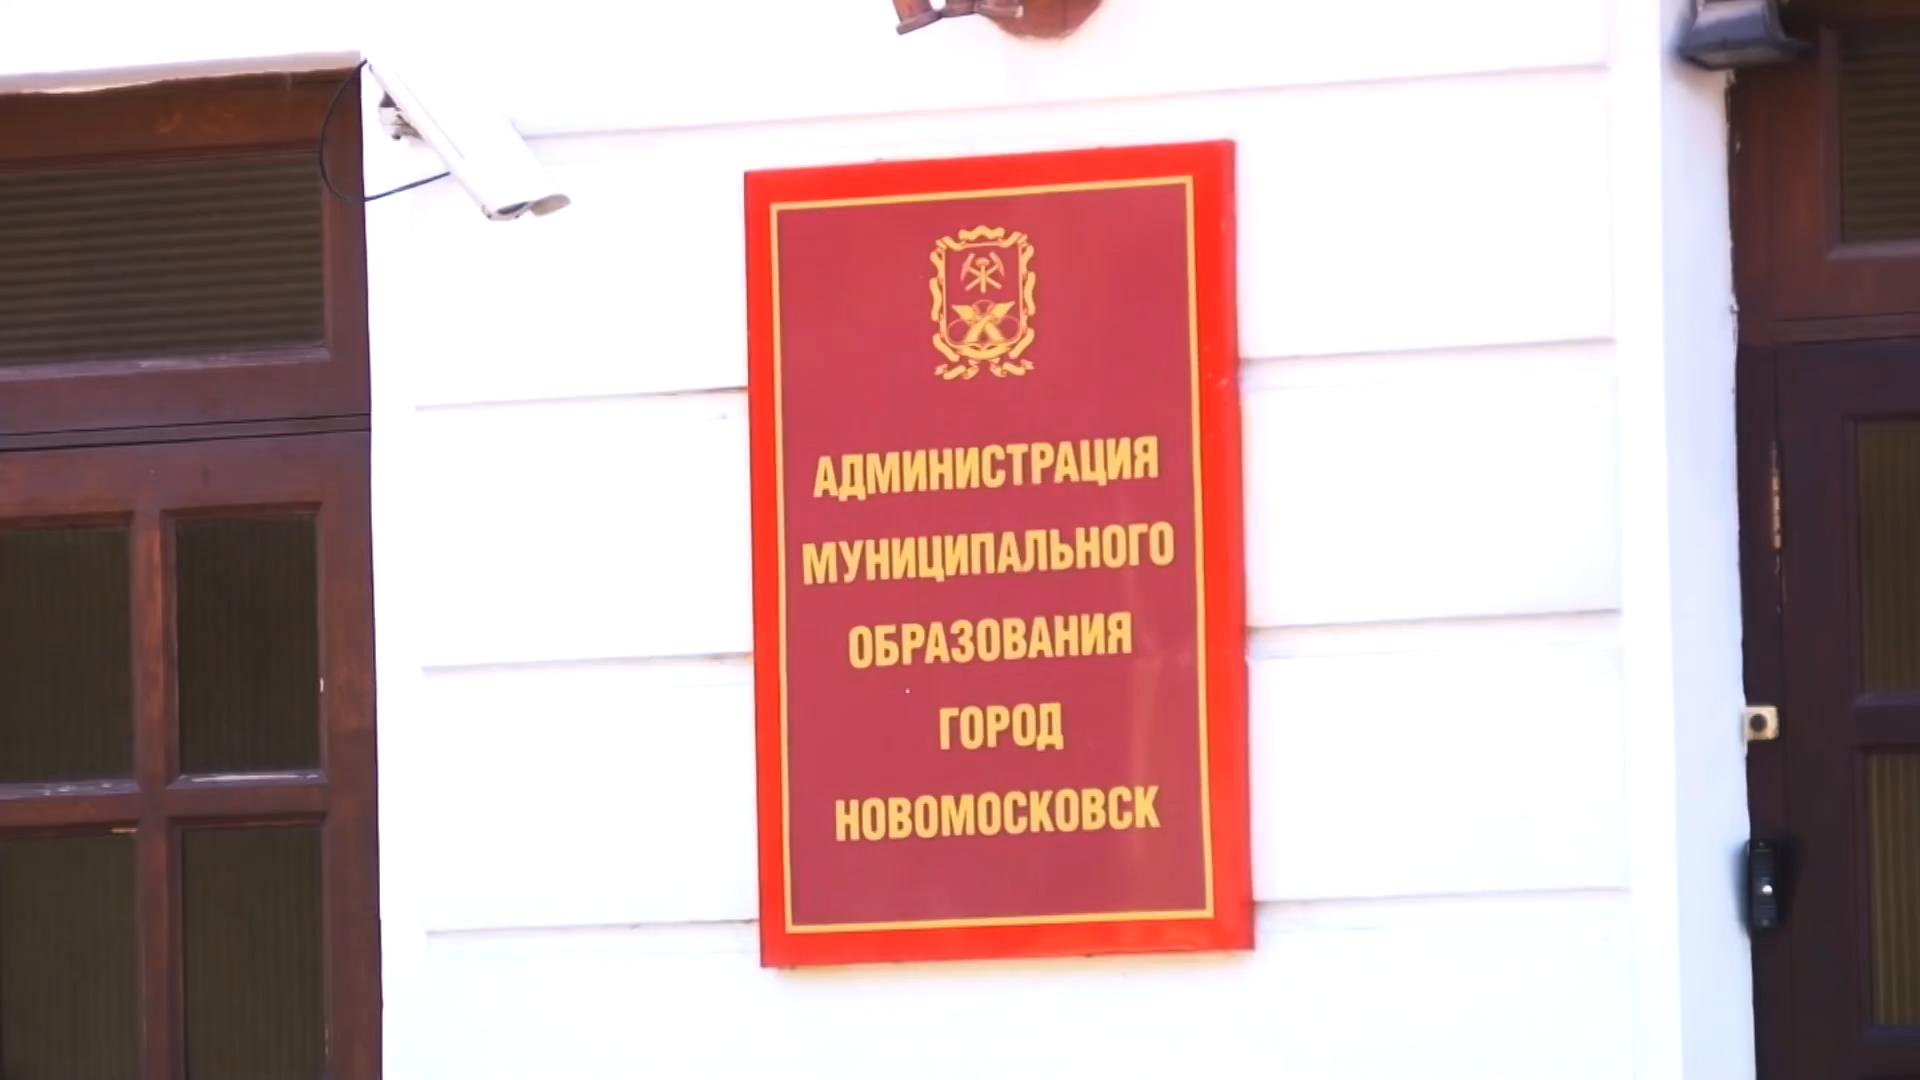 АДМИНИСТРАЦИЯ
МУНИЦИПАЛЬНОГО
ОБРАЗОВАНИЯ
ГОРОД
НОВОМОСКОВСК